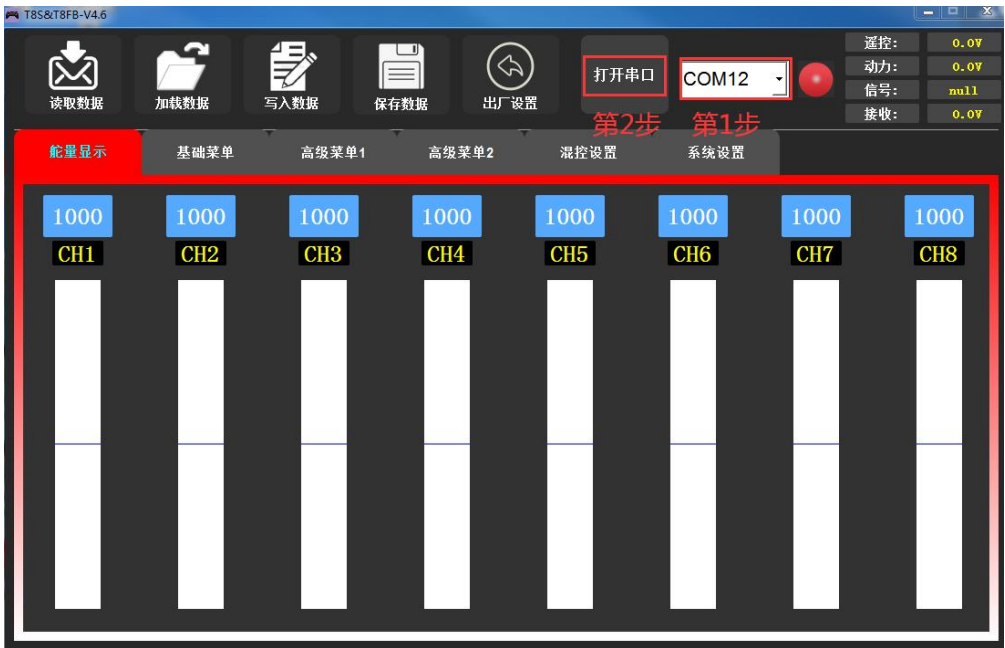 T8S&T8FB-V4.6
读取数据 加载数据 写入数据 保存数据 出厂设置 打开串口 COM12
第2步 第1步
遥控: 0.0V
动力: 0.0V
信号: null
接收: 0.0V
舵量显示 基础菜单 高级菜单1 高级菜单2 混控设置 系统设置
1000 1000 1000 1000 1000 1000 1000 1000
CH1 CH2 CH3 CH4 CH5 CH6 CH7 CH8